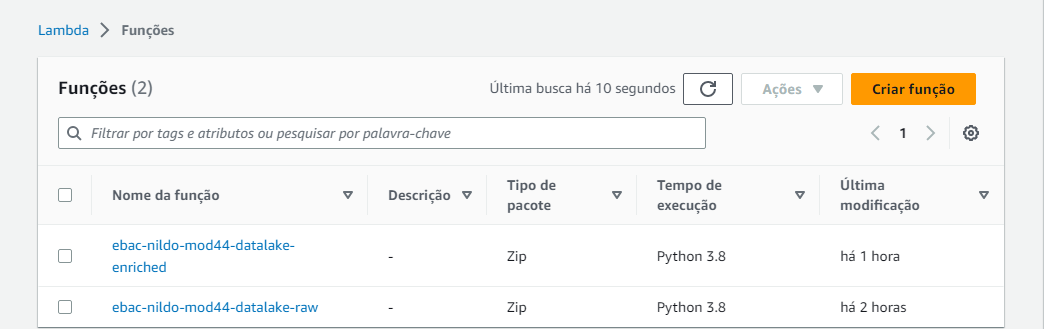 Lambda > Funções
Funções (2)
Última busca há 10 segundos
Ações
Criar função
Filtrar por tags e atributos ou pesquisar por palavra-chave
1
Nome da função
Descrição
Tipo de
pacote
Tempo de
execução
Última
modificação
ebac-nildo-mod44-datalake-
enriched
-
Zip
Python 3.8
há 1 hora
ebac-nildo-mod44-datalake-raw
-
Zip
Python 3.8
há 2 horas